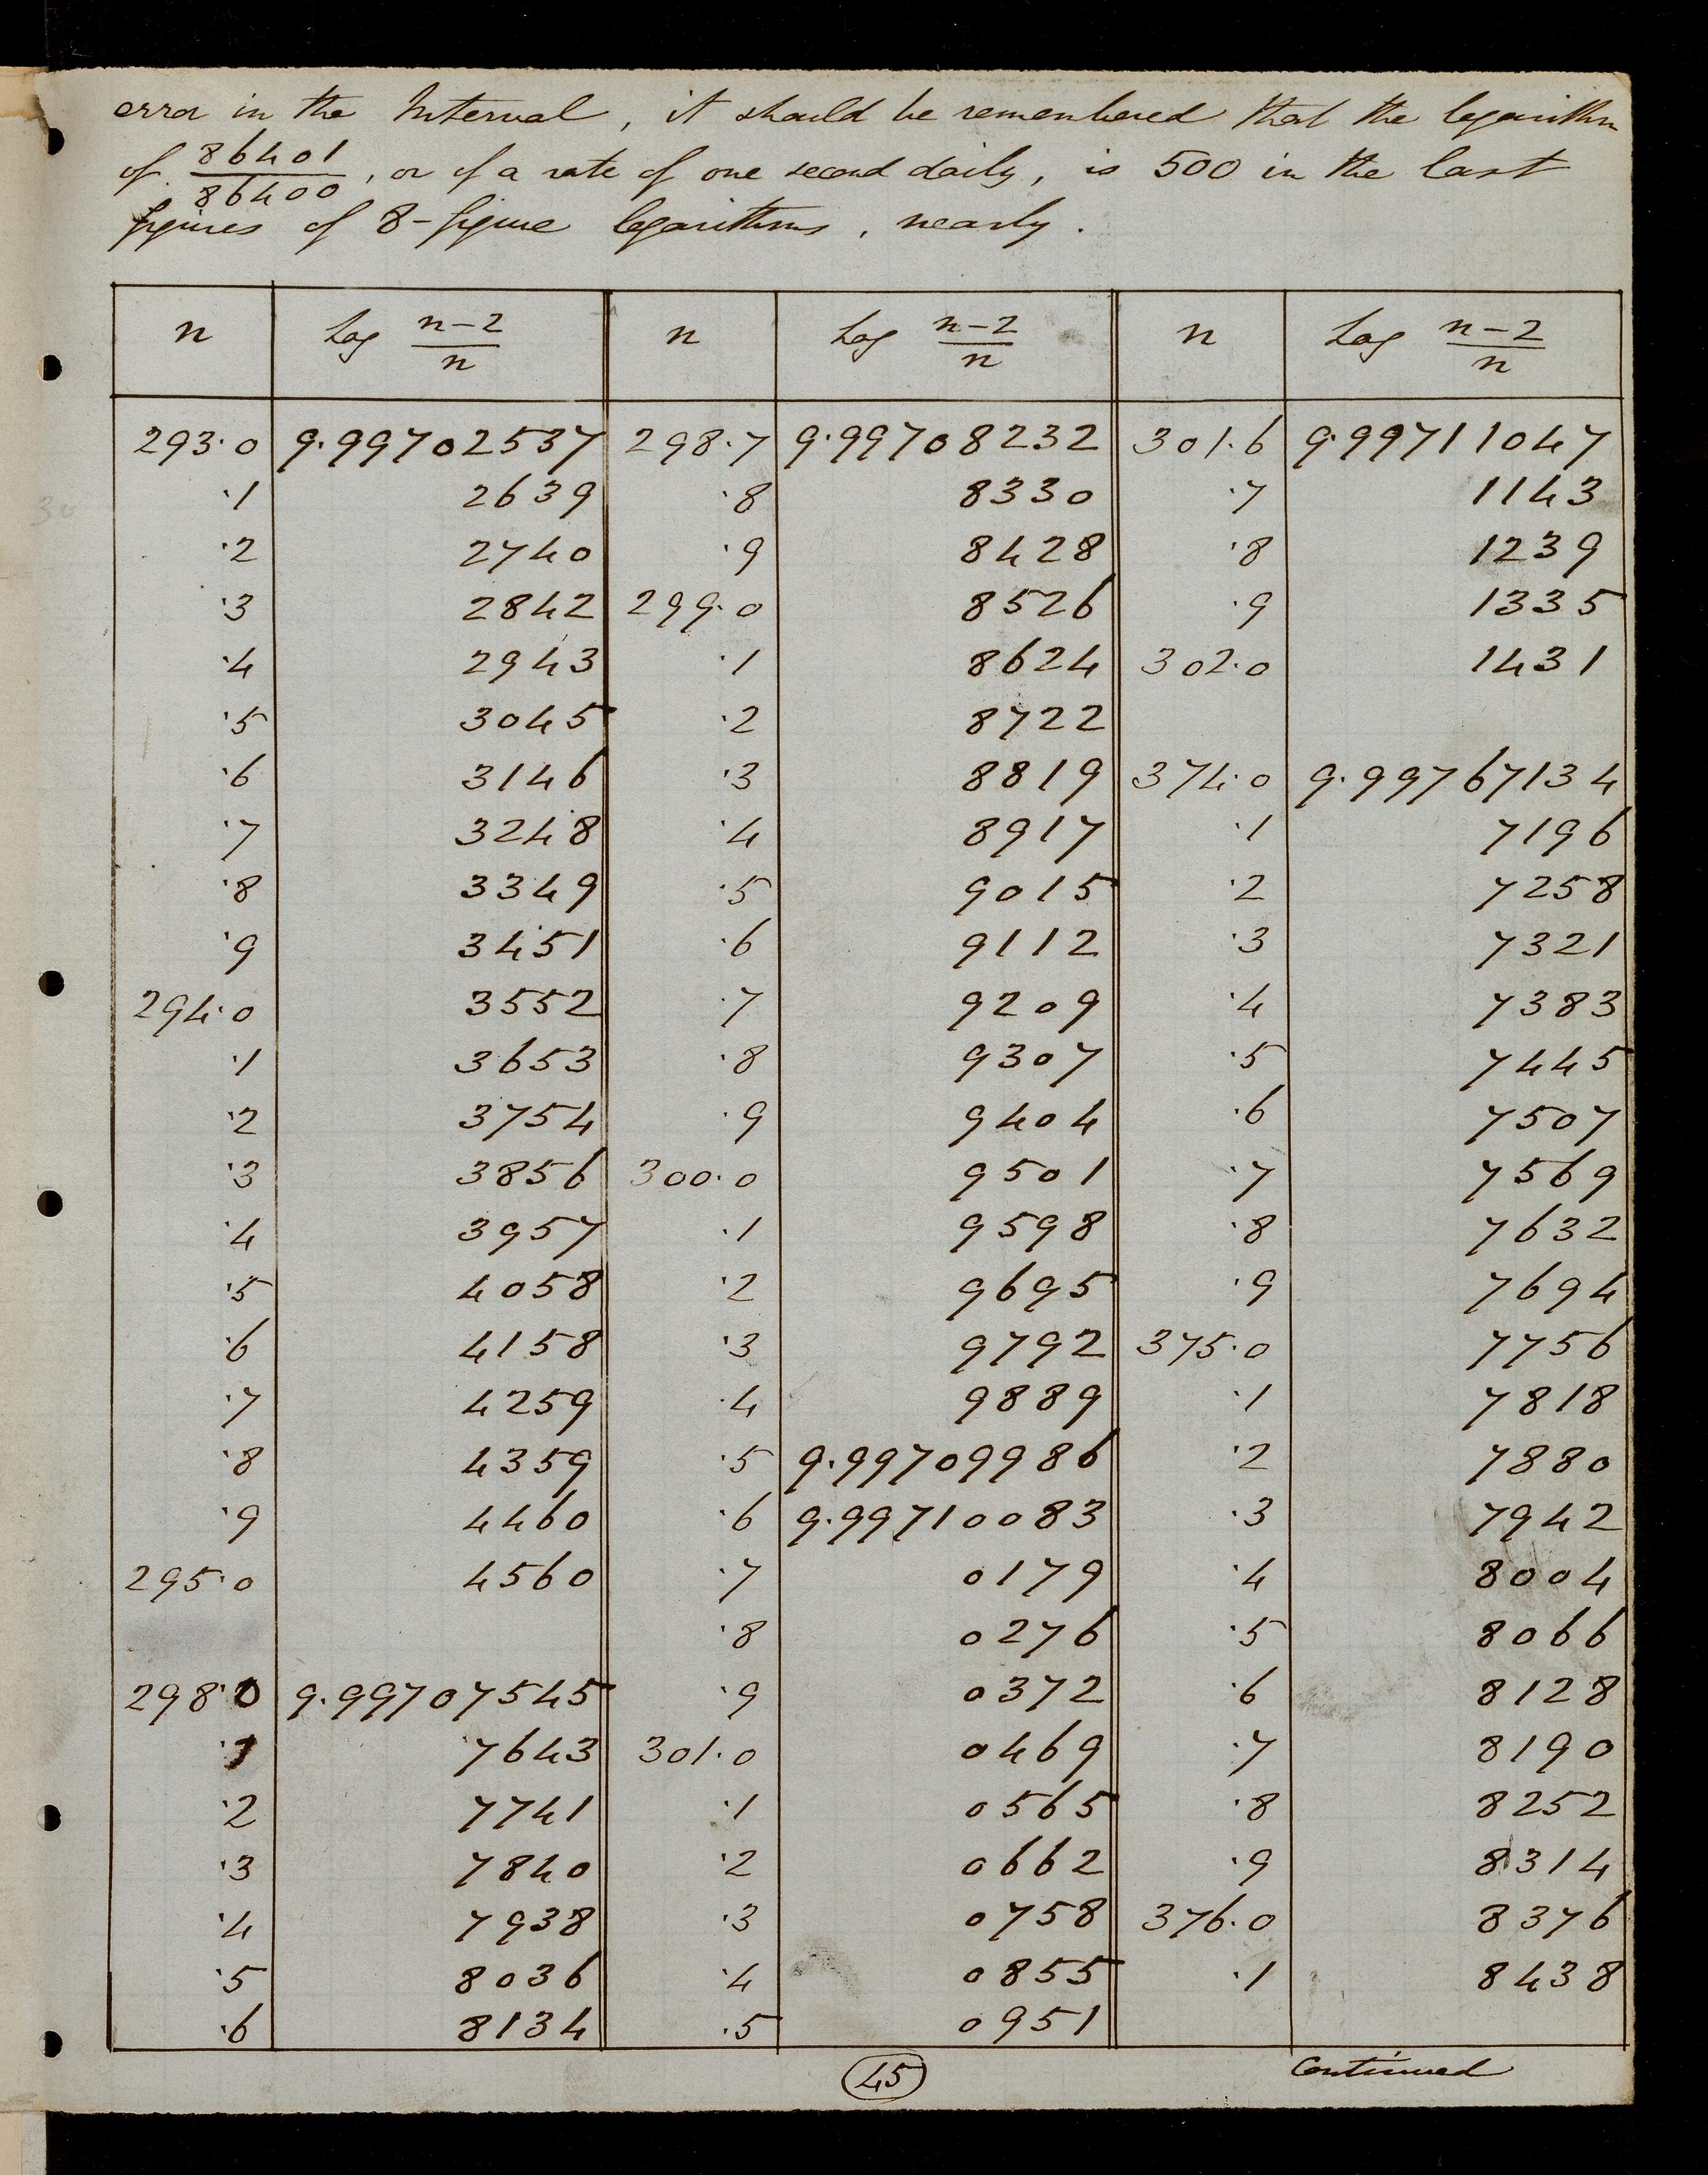 error in the Interval, it should be remembered that the logarithm
of 86401/86400, or of a rate of one second daily, is 500 in the last
figures of 8-figure logarithms, nearly.
n Log n-2/n n Log n-2/n n Log n-2/n
293.0 9.99702537 298.7 9.99708232 301.6 9.99711047
.1 2639 .8 8330 .7 1143
.2 2740 .9 8428 .8 1239
.3 2842 299.0 8526 .9 1335
.4 2943 .1 8624 302.0 1431
.5 3045 .2 8722
.6 3146 .3 8819 374.0 9.99767134
.7 3248 .4 8917 .1 7196
.8 3349 .5 9015 .2 7258
.9 3451 .6 9112 .3 7321
294.0 3552 .7 9209 .4 7383
.1 3653 .8 9307 .5 7445
.2 3754 .9 9404 .6 7507
.3 3856 300.0 9501 .7 7569
.4 3957 .1 9598 .8 7632
.5 4058 .2 9695 .9 7694
.6 4158 .3 9792 375.0 7756
.7 4259 .4 9889 .1 7818
.8 4359 .5 9.99709986 .2 7880
.9 4460 .6 9.99710083 .3 7942
295.0 4560 .7 0179 .4 8004
.8 0276 .5 8066
298.0 9.99707545 .9 0372 .6 8128
.1 7643 301.0 0469 .7 8190
.2 7741 .1 0565 .8 8252
.3 7840 .2 0662 .9 8314
.4 7938 .3 0758 376.0 8376
.5 8036 .4 0855 .1 8438
.6 8134 .5 0951
45 Continued